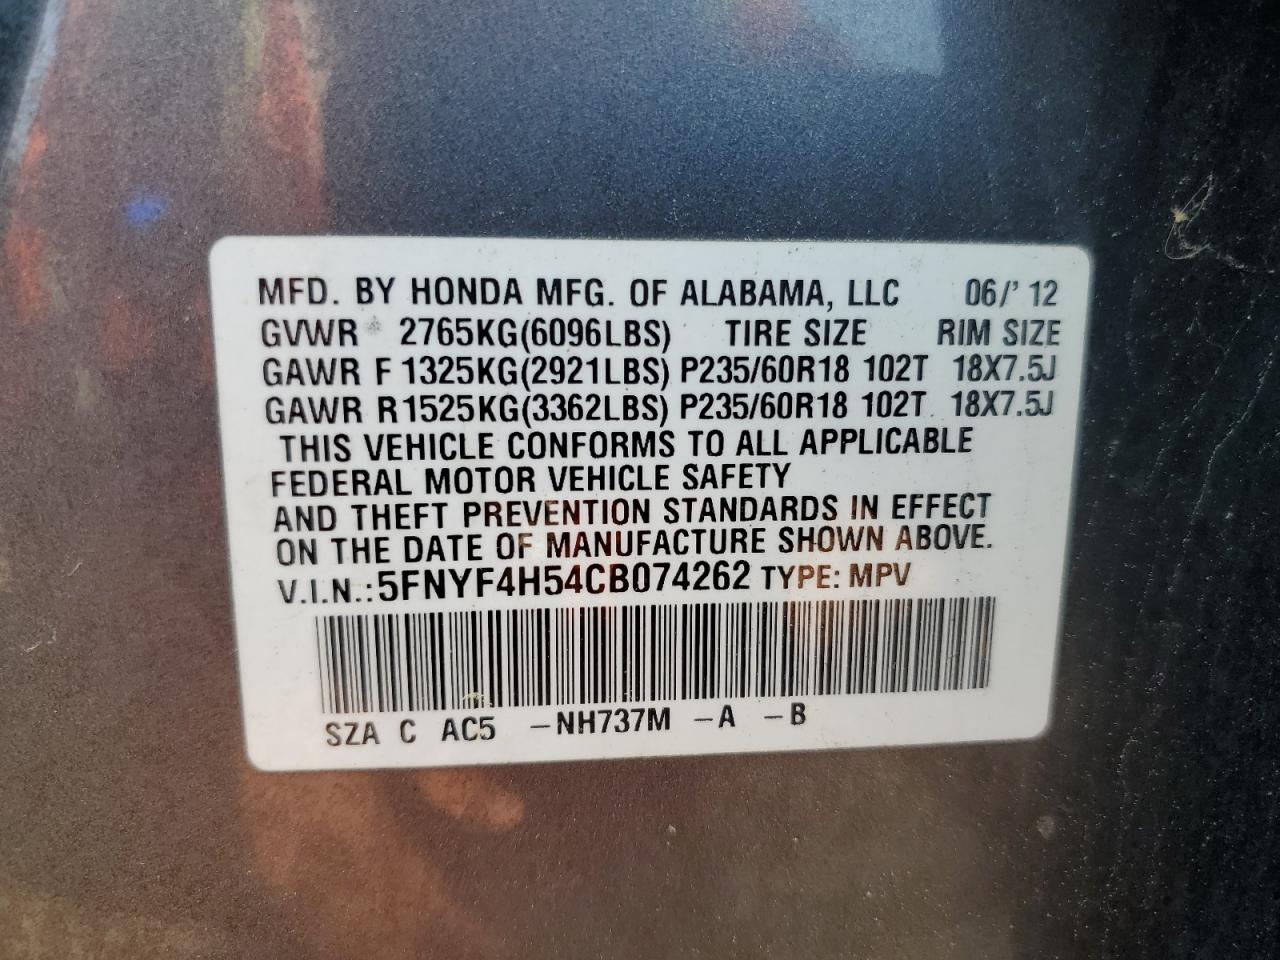 MFD. BY HONDA MFG. OF ALABAMA, LLC 06/' 12
GVWR 2765KG(6096LBS) TIRE SIZE RIM SIZE
GAWR F 1325KG(2921LBS) P235/60R18 102T 18X7.5J
GAWR R1525KG(3362LBS) P235/60R18 102T 18X7.5J
THIS VEHICLE CONFORMS TO ALL APPLICABLE
FEDERAL MOTOR VEHICLE SAFETY
AND THEFT PREVENTION STANDARDS IN EFFECT
ON THE DATE OF MANUFACTURE SHOWN ABOVE.
V.I.N.: 5FNYF4H54CB074262 TYPE: MPV
SZA C AC5 –NH737M –A –B